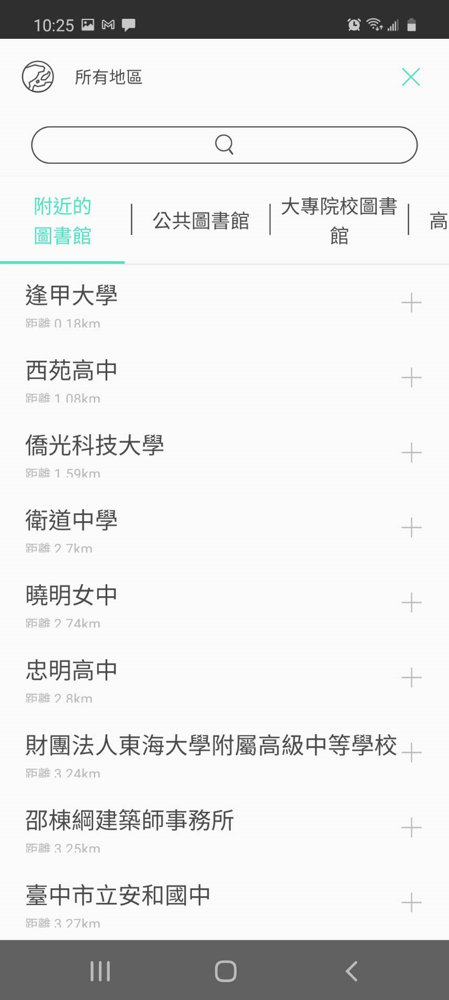 10:25
所有地區
附近的
圖書館
公共圖書館
大專院校圖書
館
高
逢甲大學
距離 0.18km
西苑高中
距離 1.08km
僑光科技大學
距離 1.59km
衛道中學
距離 2.7km
曉明女中
距離 2.74km
忠明高中
距離 2.8km
財團法人東海大學附屬高級中等學校
距離 3.24km
邵棟綱建築師事務所
距離 3.25km
臺中市立安和國中
距離 3.27km